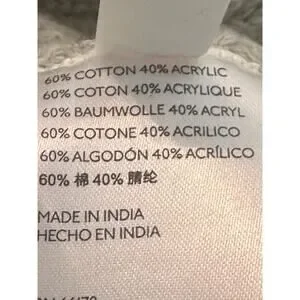 60% COTTON 40% ACRYLIC
60% COTON 40% ACRYLIQUE
60% BAUMWOLLE 40% ACRYL
60% COTONE 40% ACRILICO
60% ALGODÓN 40% ACRÍLICO
60% 棉 40% 腈纶
MADE IN INDIA
HECHO EN INDIA